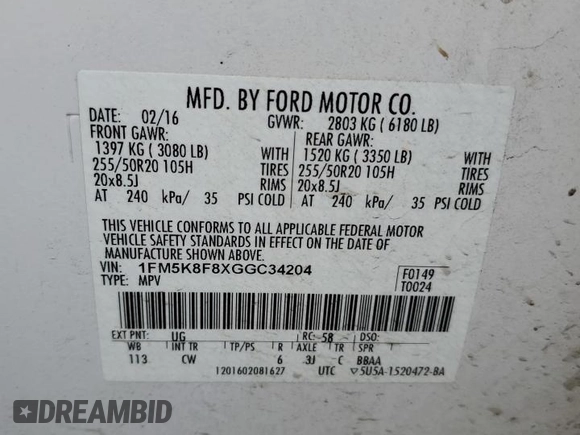 MFD. BY FORD MOTOR CO.
DATE: 02/16 GVWR: 2803 KG ( 6180 LB)
FRONT GAWR: REAR GAWR:
1397 KG ( 3080 LB) WITH 1520 KG ( 3350 LB) WITH
255/50R20 105H TIRES 255/50R20 105H TIRES
20x8.5J RIMS 20x8.5J RIMS
AT 240 kPa/ 35 PSI COLD AT 240 kPa/ 35 PSI COLD
THIS VEHICLE CONFORMS TO ALL APPLICABLE FEDERAL MOTOR
VEHICLE SAFETY STANDARDS IN EFFECT ON THE DATE OF
MANUFACTURE SHOWN ABOVE.
VIN: 1FM5K8F8XGGC34204 F0149
TYPE: MPV T0024
EXT PNT: UG RC: 58 DSO:
WB INT TR TP/PS R AXLE TR SPR
113 CW 6 3J C BBAA
1201602081627 UTC ▽5U5A-1520472-BA
DREAMBID